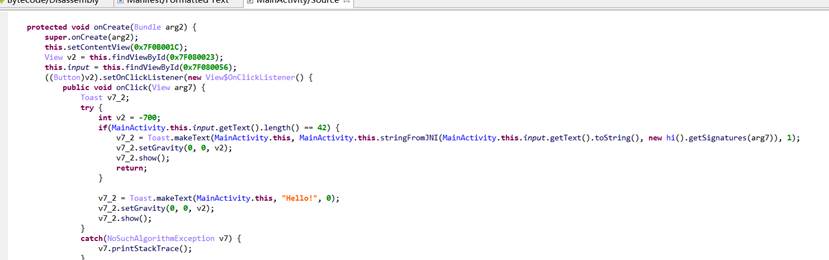 Bytecode/Disassembly Manifest/Formatted Text MainActivity/Source
protected void onCreate(Bundle arg2) {
super.onCreate(arg2);
this.setContentView(0x7F0B001C);
View v2 = this.findViewById(0x7F080023);
this.input = this.findViewById(0x7F080056);
((Button)v2).setOnClickListener(new View$OnClickListener() {
public void onClick(View arg7) {
Toast v7_2;
try {
int v2 = -700;
if(MainActivity.this.input.getText().length() == 42) {
v7_2 = Toast.makeText(MainActivity.this, MainActivity.this.stringFromJNI(MainActivity.this.input.getText().toString(), new hi().getSignatures(arg7)), 1);
v7_2.setGravity(0, 0, v2);
v7_2.show();
return;
}
v7_2 = Toast.makeText(MainActivity.this, "Hello!", 0);
v7_2.setGravity(0, 0, v2);
v7_2.show();
}
catch(NoSuchAlgorithmException v7) {
v7.printStackTrace();
}